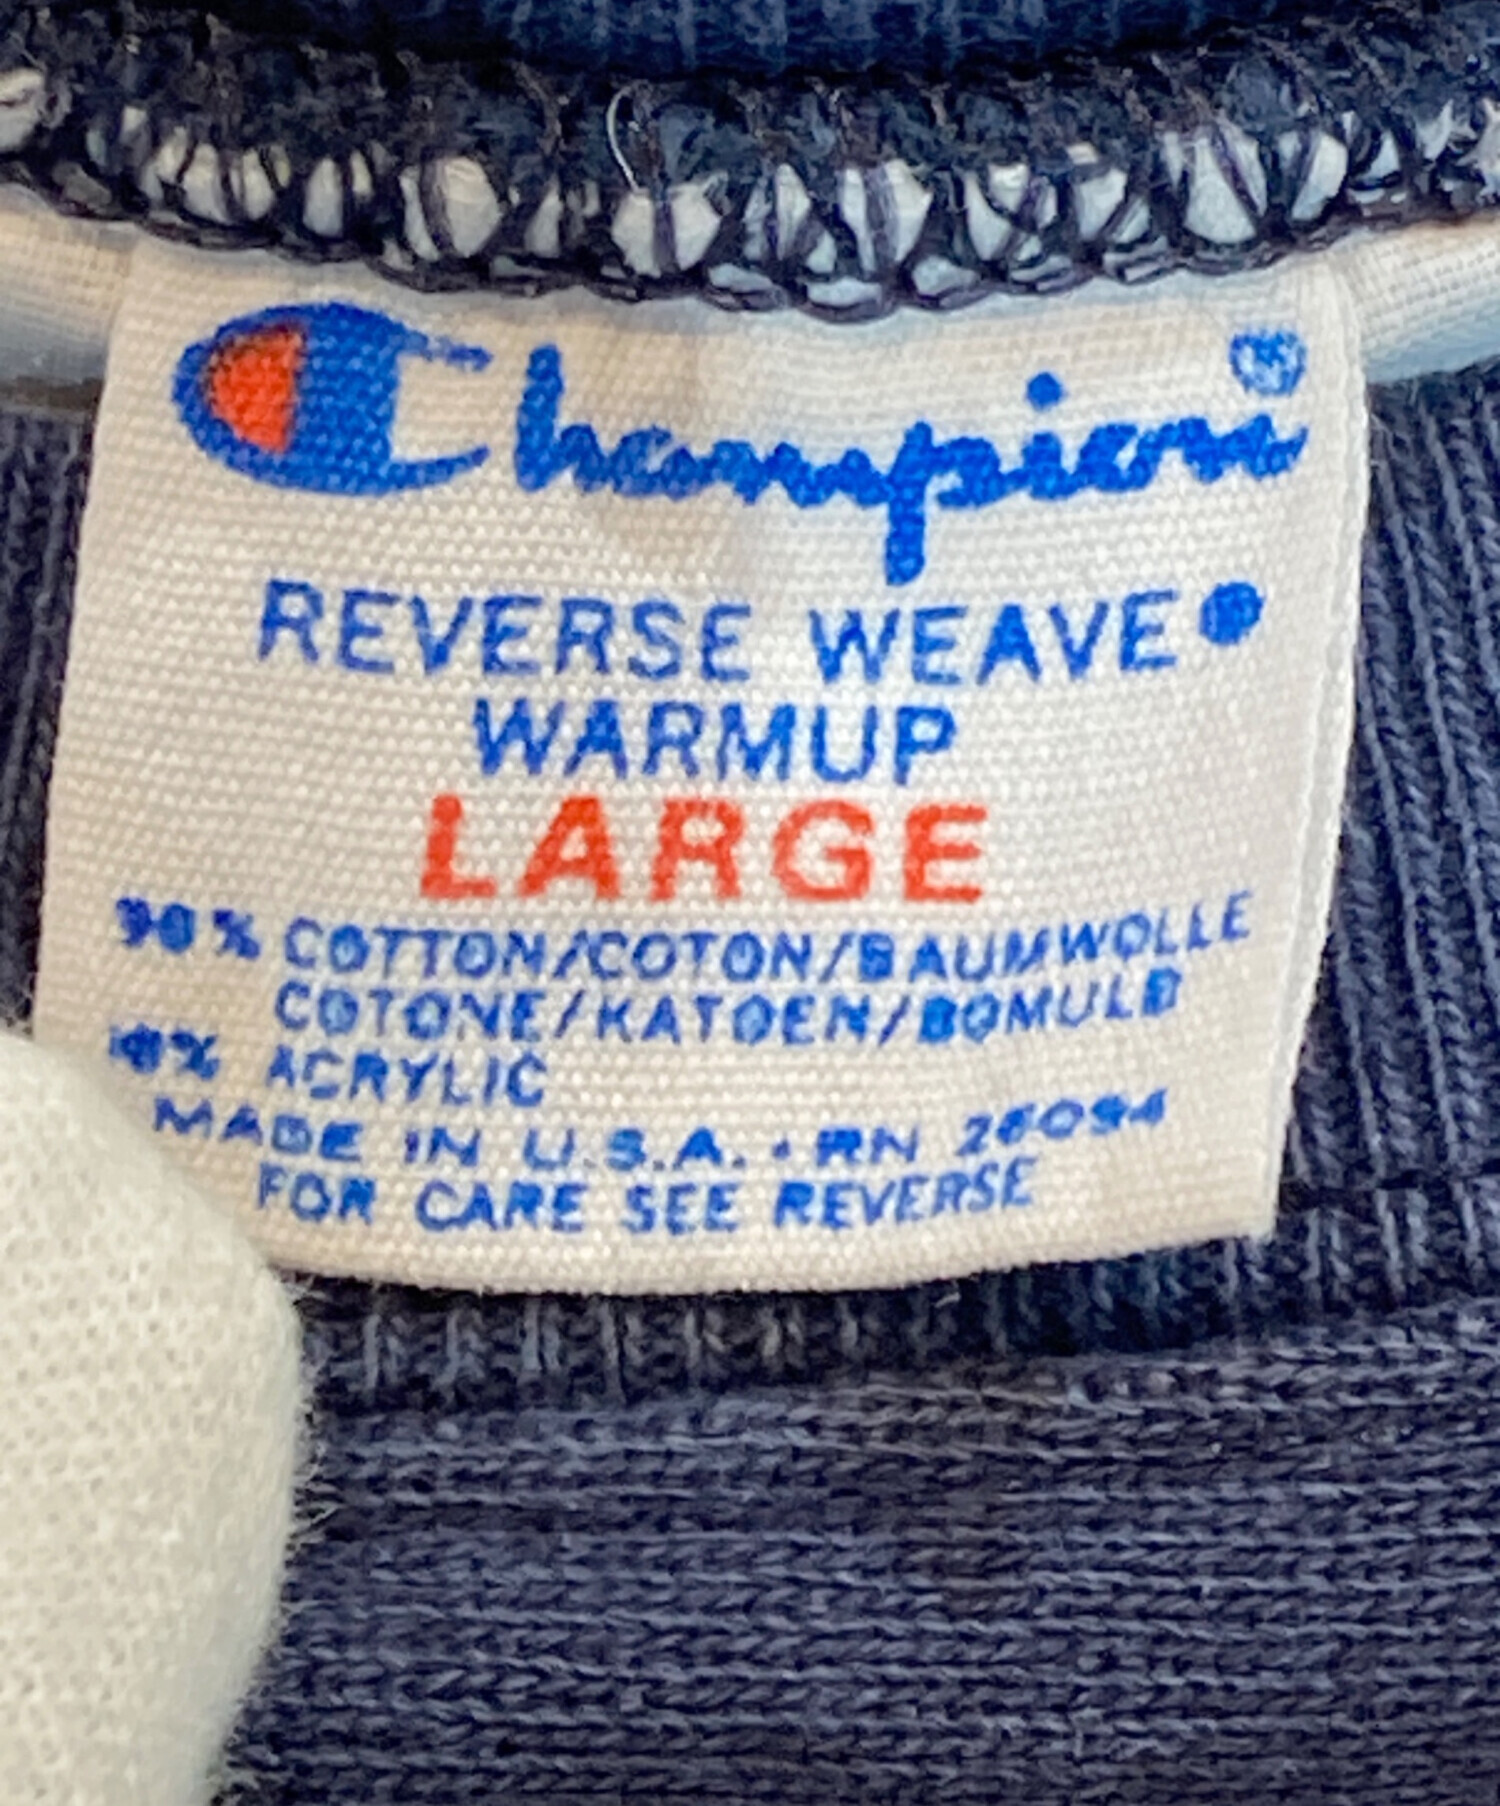 Champion®
REVERSE WEAVE®
WARMUP
LARGE
90% COTTON/COTON/BAUMWOLLE
COTONE/KATOEN/BOMULD
% ACRYLIC
MADE IN U.S.A. • RN 26094
FOR CARE SEE REVERSE